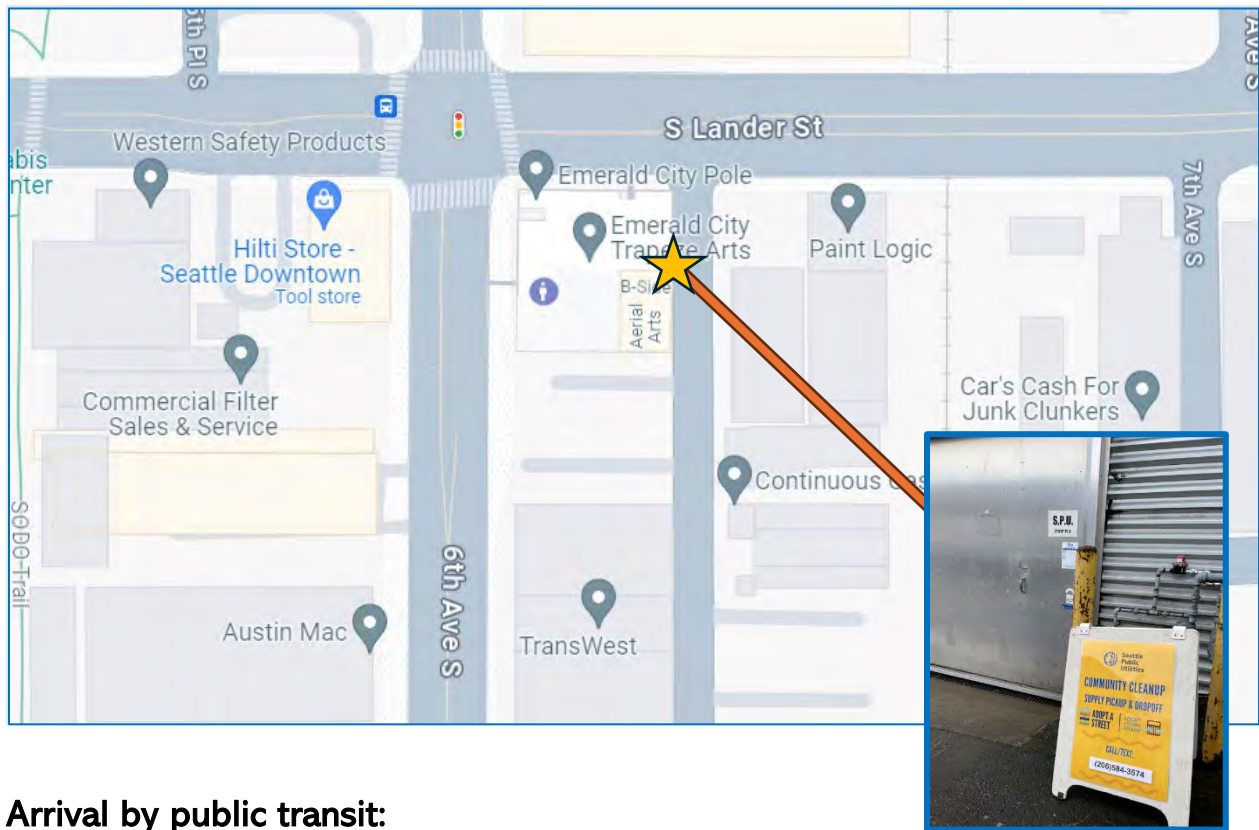 5th Pl S
Ave S
S Lander St
Western Safety Products
abis
nter
Emerald City Pole
Emerald City
Trapeze Arts
7th Ave S
Hilti Store -
Seattle Downtown
Tool store
Paint Logic
B-Side
Aerial
Arts
Commercial Filter
Sales & Service
Car's Cash For
Junk Clunkers
Continuous
SODO Trail
6th Ave S
Austin Mac
TransWest
S.P.U.
Seattle
Public
Utilities
COMMUNITY CLEANUP
SUPPLY PICKUP & DROPOFF
ADOPT A
STREET
CALL/TEXT:
(206)584-3574
Arrival by public transit: